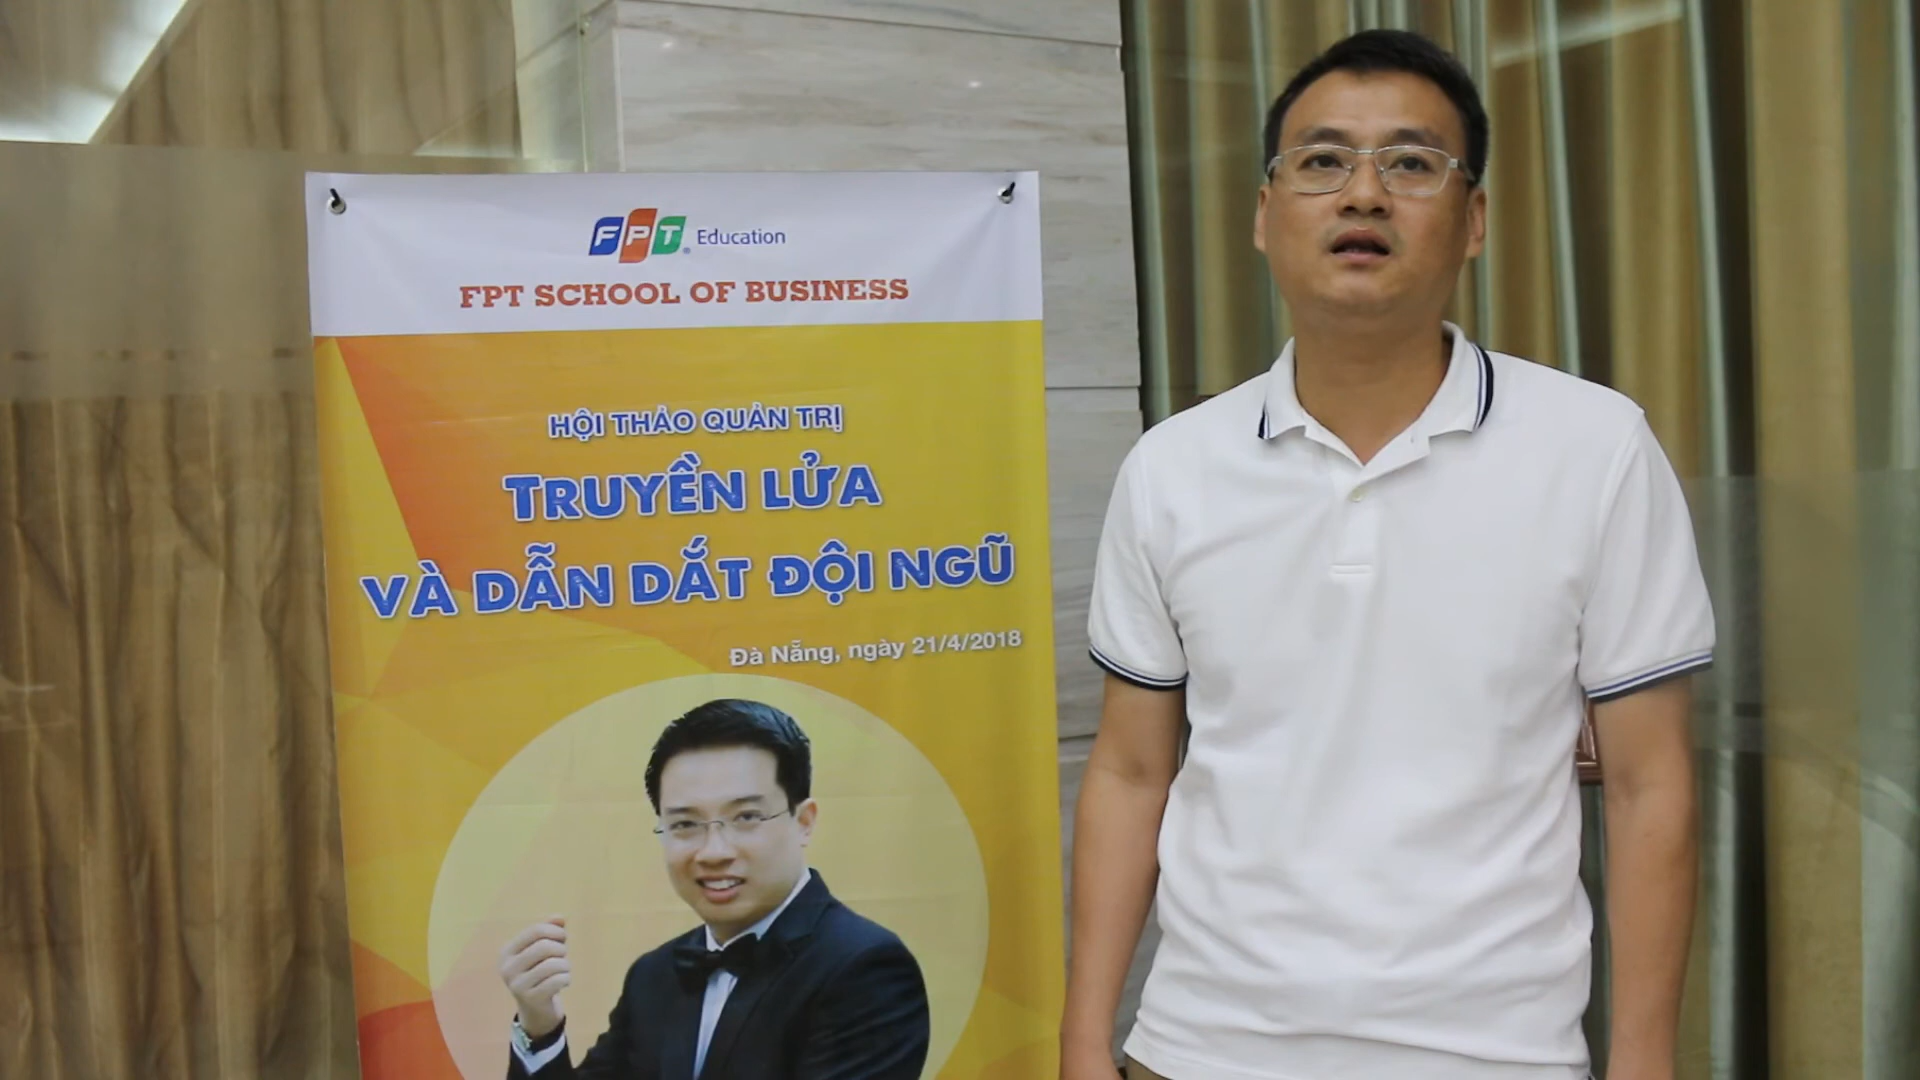 FPT Education
FPT SCHOOL OF BUSINESS
HỘI THẢO QUẢN TRỊ
TRUYỀN LỬA
VÀ DẪN DẮT ĐỘI NGŨ
Đà Nẵng, ngày 21/4/2018